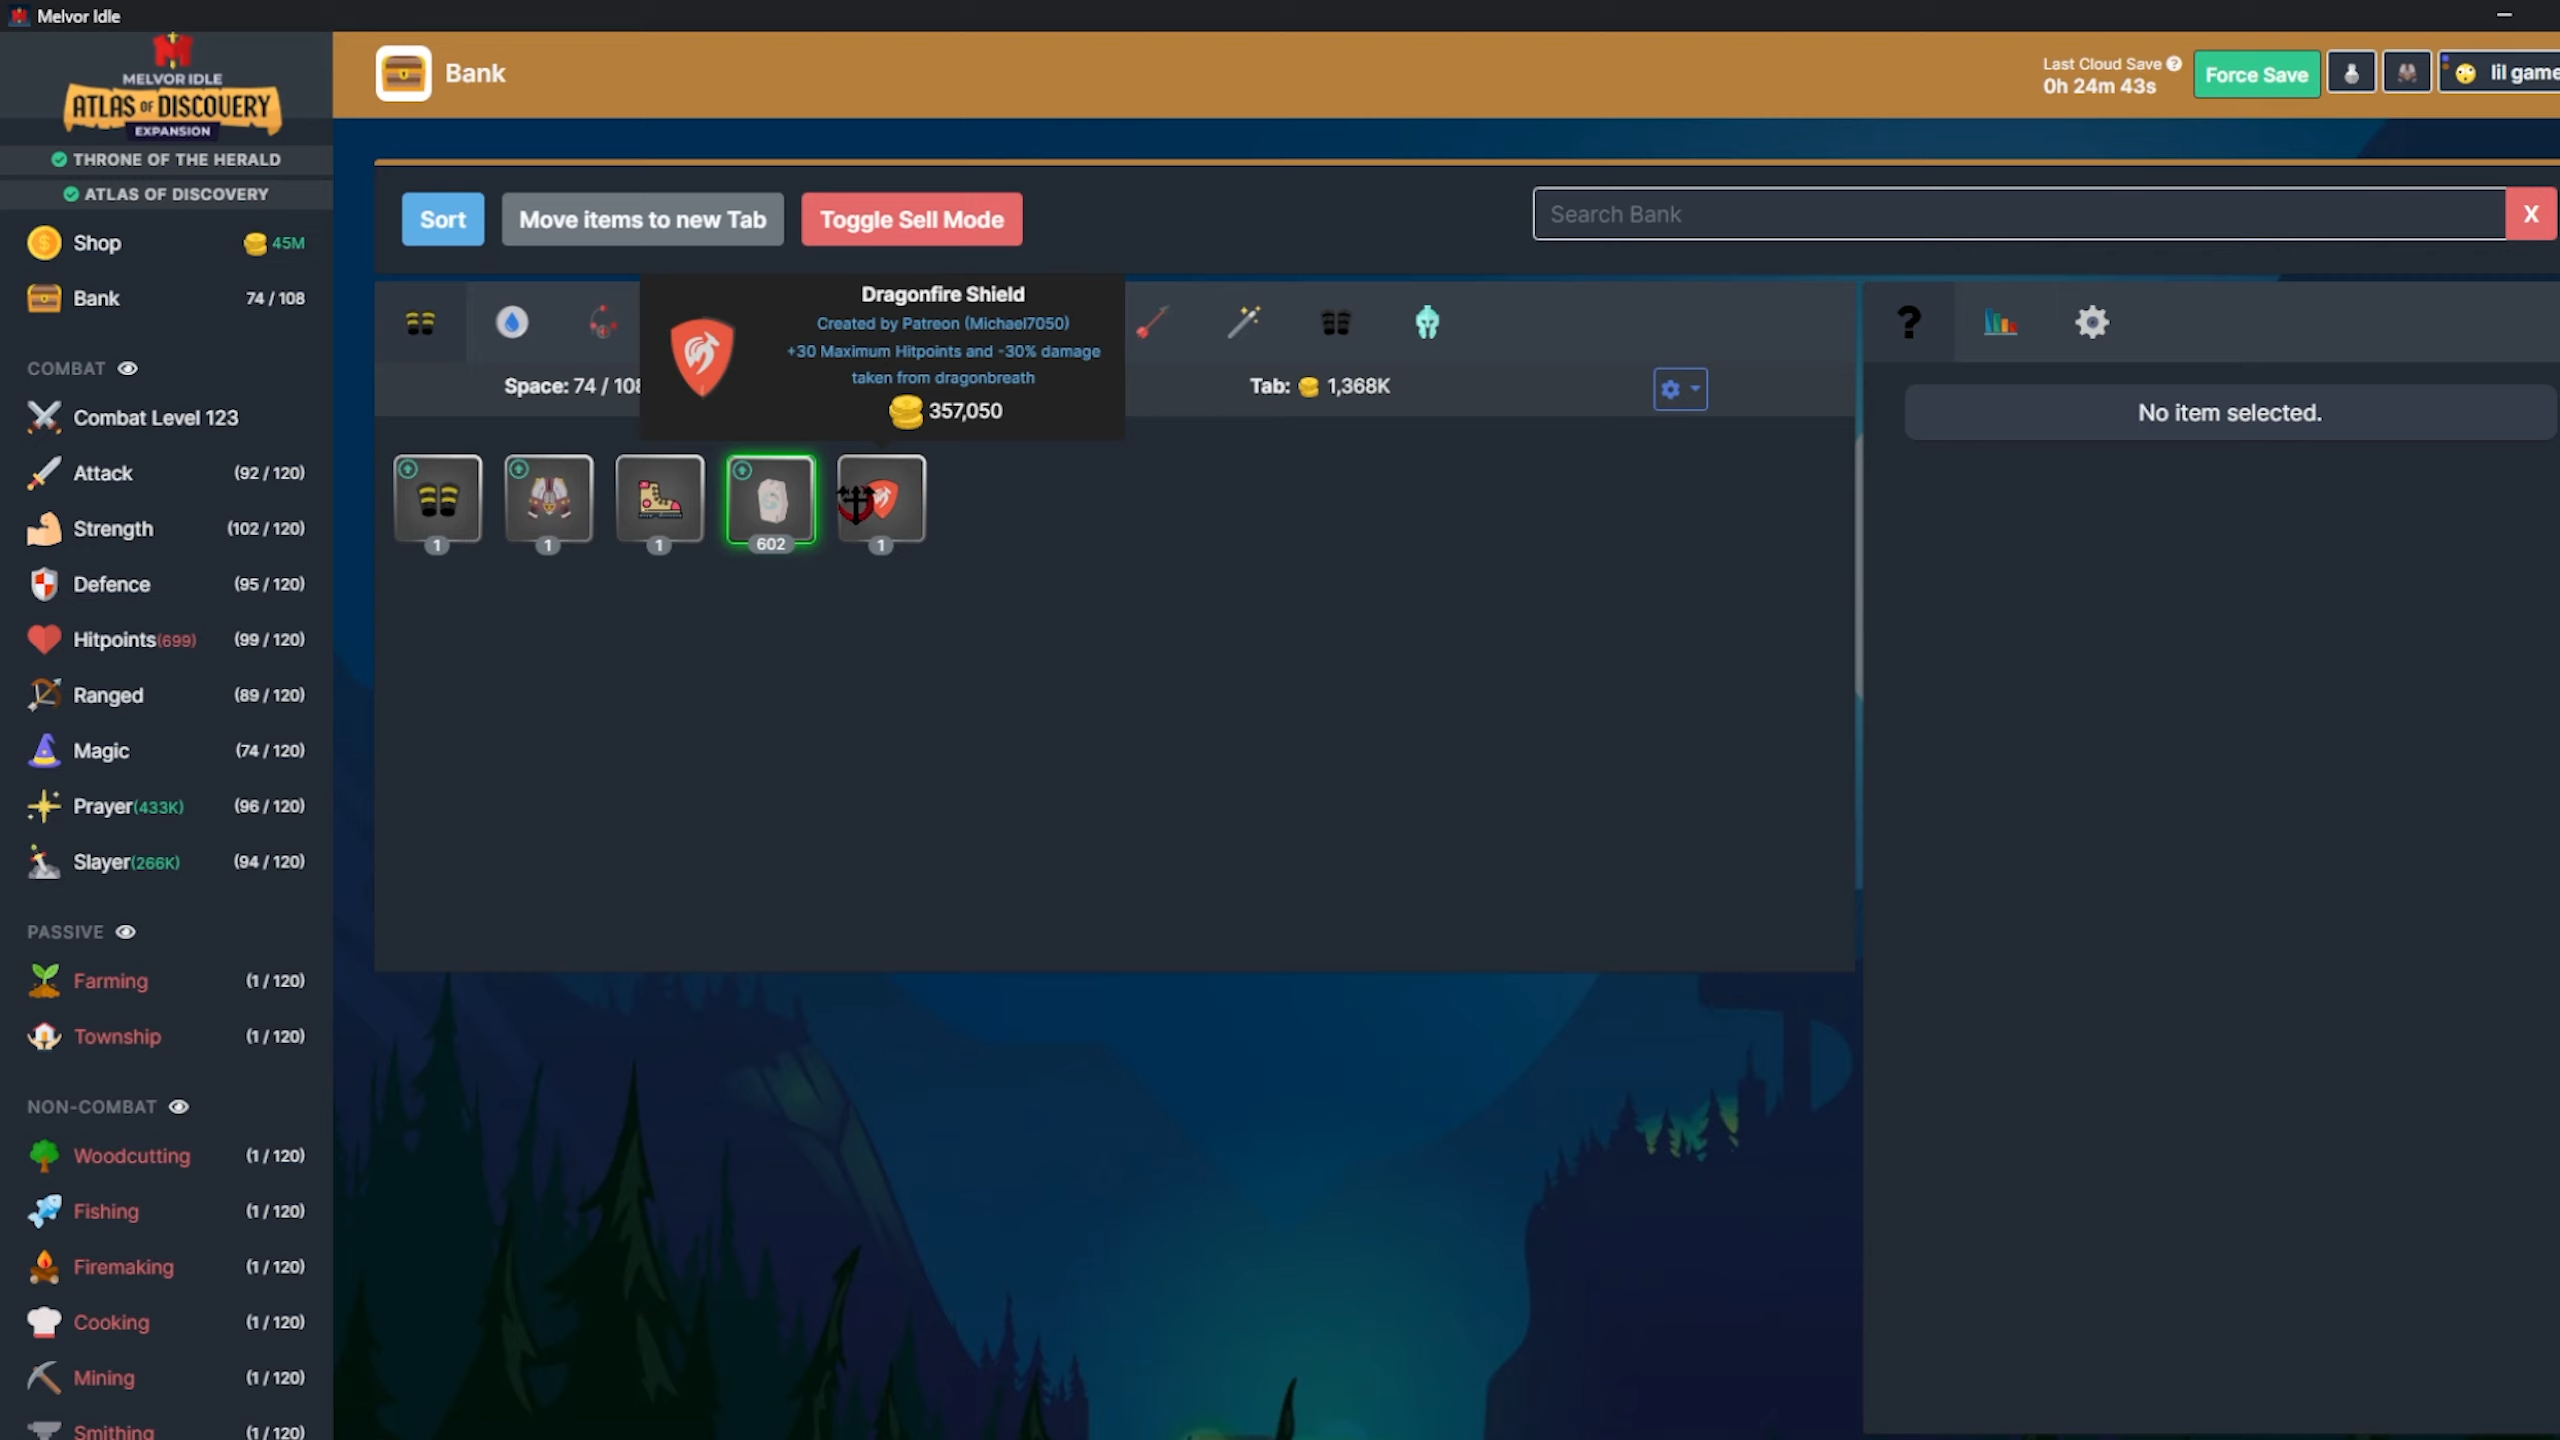 Melvor Idle
MELVOR IDLE
ATLAS OF DISCOVERY
EXPANSION
THRONE OF THE HERALD
ATLAS OF DISCOVERY
Shop 45M
Bank 74 / 108
COMBAT
Combat Level 123
Attack (92 / 120)
Strength (102 / 120)
Defence (95 / 120)
Hitpoints(699) (99 / 120)
Ranged (89 / 120)
Magic (74 / 120)
Prayer(433K) (96 / 120)
Slayer(266K) (94 / 120)
PASSIVE
Farming (1 / 120)
Township (1 / 120)
NON-COMBAT
Woodcutting (1 / 120)
Fishing (1 / 120)
Firemaking (1 / 120)
Cooking (1 / 120)
Mining (1 / 120)
Smithing (1 / 120)
Bank
Last Cloud Save ?
0h 24m 43s
Force Save
lil game
Sort
Move items to new Tab
Toggle Sell Mode
Search Bank
X
Dragonfire Shield
Created by Patreon (Michael7050)
+30 Maximum Hitpoints and -30% damage
taken from dragonbreath
357,050
Space: 74 / 108
Tab: 1,368K
1
1
1
602
1
?
No item selected.